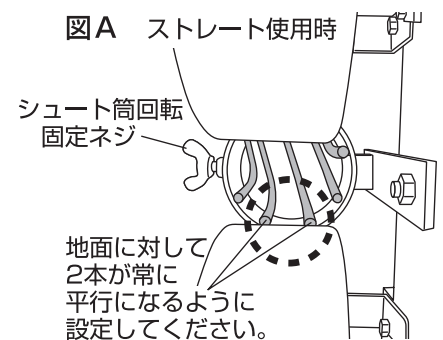 図A ストレート使用時
シュート筒回転
固定ネジ
地面に対して
2本が常に
平行になるように
設定してください。